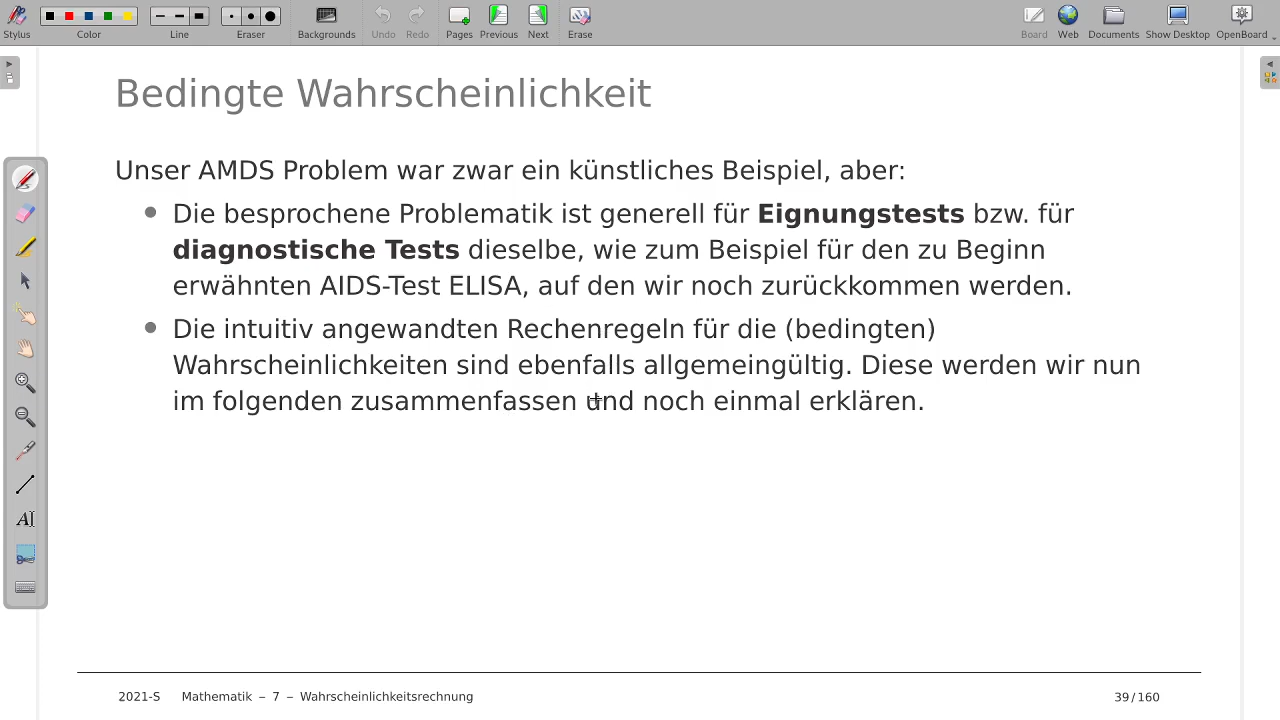 Stylus Color Line Eraser Backgrounds Undo Redo Pages Previous Next Erase Board Web Documents Show Desktop OpenBoard
Bedingte Wahrscheinlichkeit
Unser AMDS Problem war zwar ein künstliches Beispiel, aber:
• Die besprochene Problematik ist generell für Eignungstests bzw. für
diagnostische Tests dieselbe, wie zum Beispiel für den zu Beginn
erwähnten AIDS-Test ELISA, auf den wir noch zurückkommen werden.
• Die intuitiv angewandten Rechenregeln für die (bedingten)
Wahrscheinlichkeiten sind ebenfalls allgemeingültig. Diese werden wir nun
im folgenden zusammenfassen und noch einmal erklären.
2021-S Mathematik – 7 – Wahrscheinlichkeitsrechnung 39/160